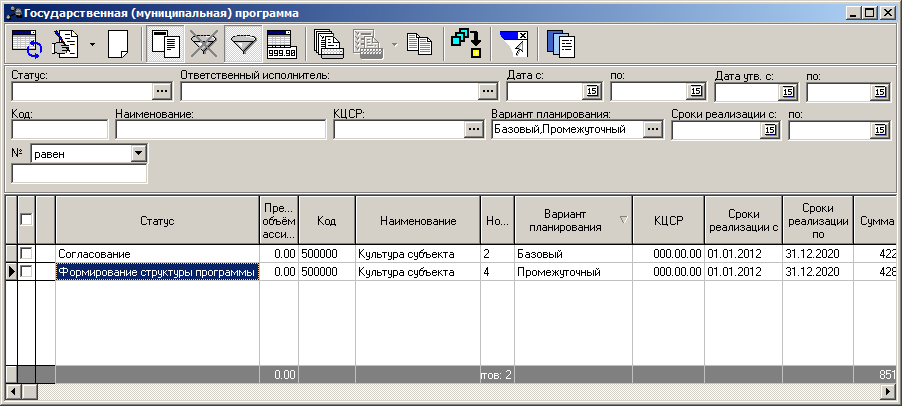 Государственная (муниципальная) программа
999.98
Статус: Ответственный исполнитель: Дата с: по: Дата утв. с: по:
15 15 15 15
Код: Наименование: КЦСР: Вариант планирования: Сроки реализации с: по:
Базовый,Промежуточный 15 15
№ равен
Статус Пре... объём асси... Код Наименование Но... Вариант планирования КЦСР Сроки реализации с Сроки реализации по Сумма
Согласование 0.00 500000 Культура субъекта 2 Базовый 000.00.00 01.01.2012 31.12.2020 422
Формирование структуры программы 0.00 500000 Культура субъекта 4 Промежуточный 000.00.00 01.01.2012 31.12.2020 428
0.00 тов: 2 851